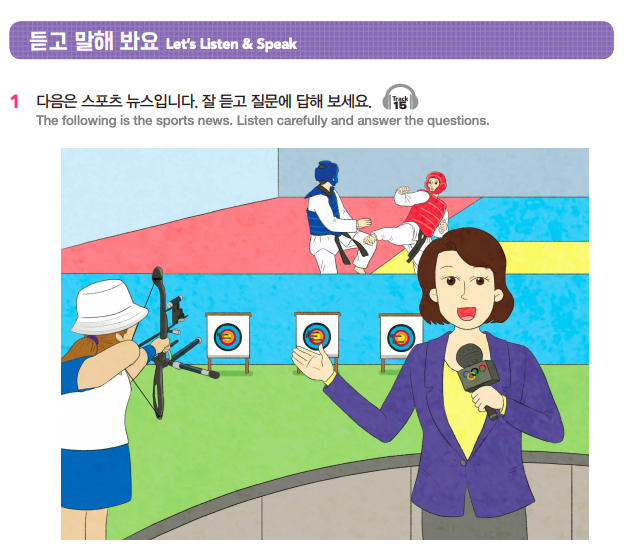 듣고 말해 봐요 Let's Listen & Speak
1 다음은 스포츠 뉴스입니다. 잘 듣고 질문에 답해 보세요. Track 15
The following is the sports news. Listen carefully and answer the questions.